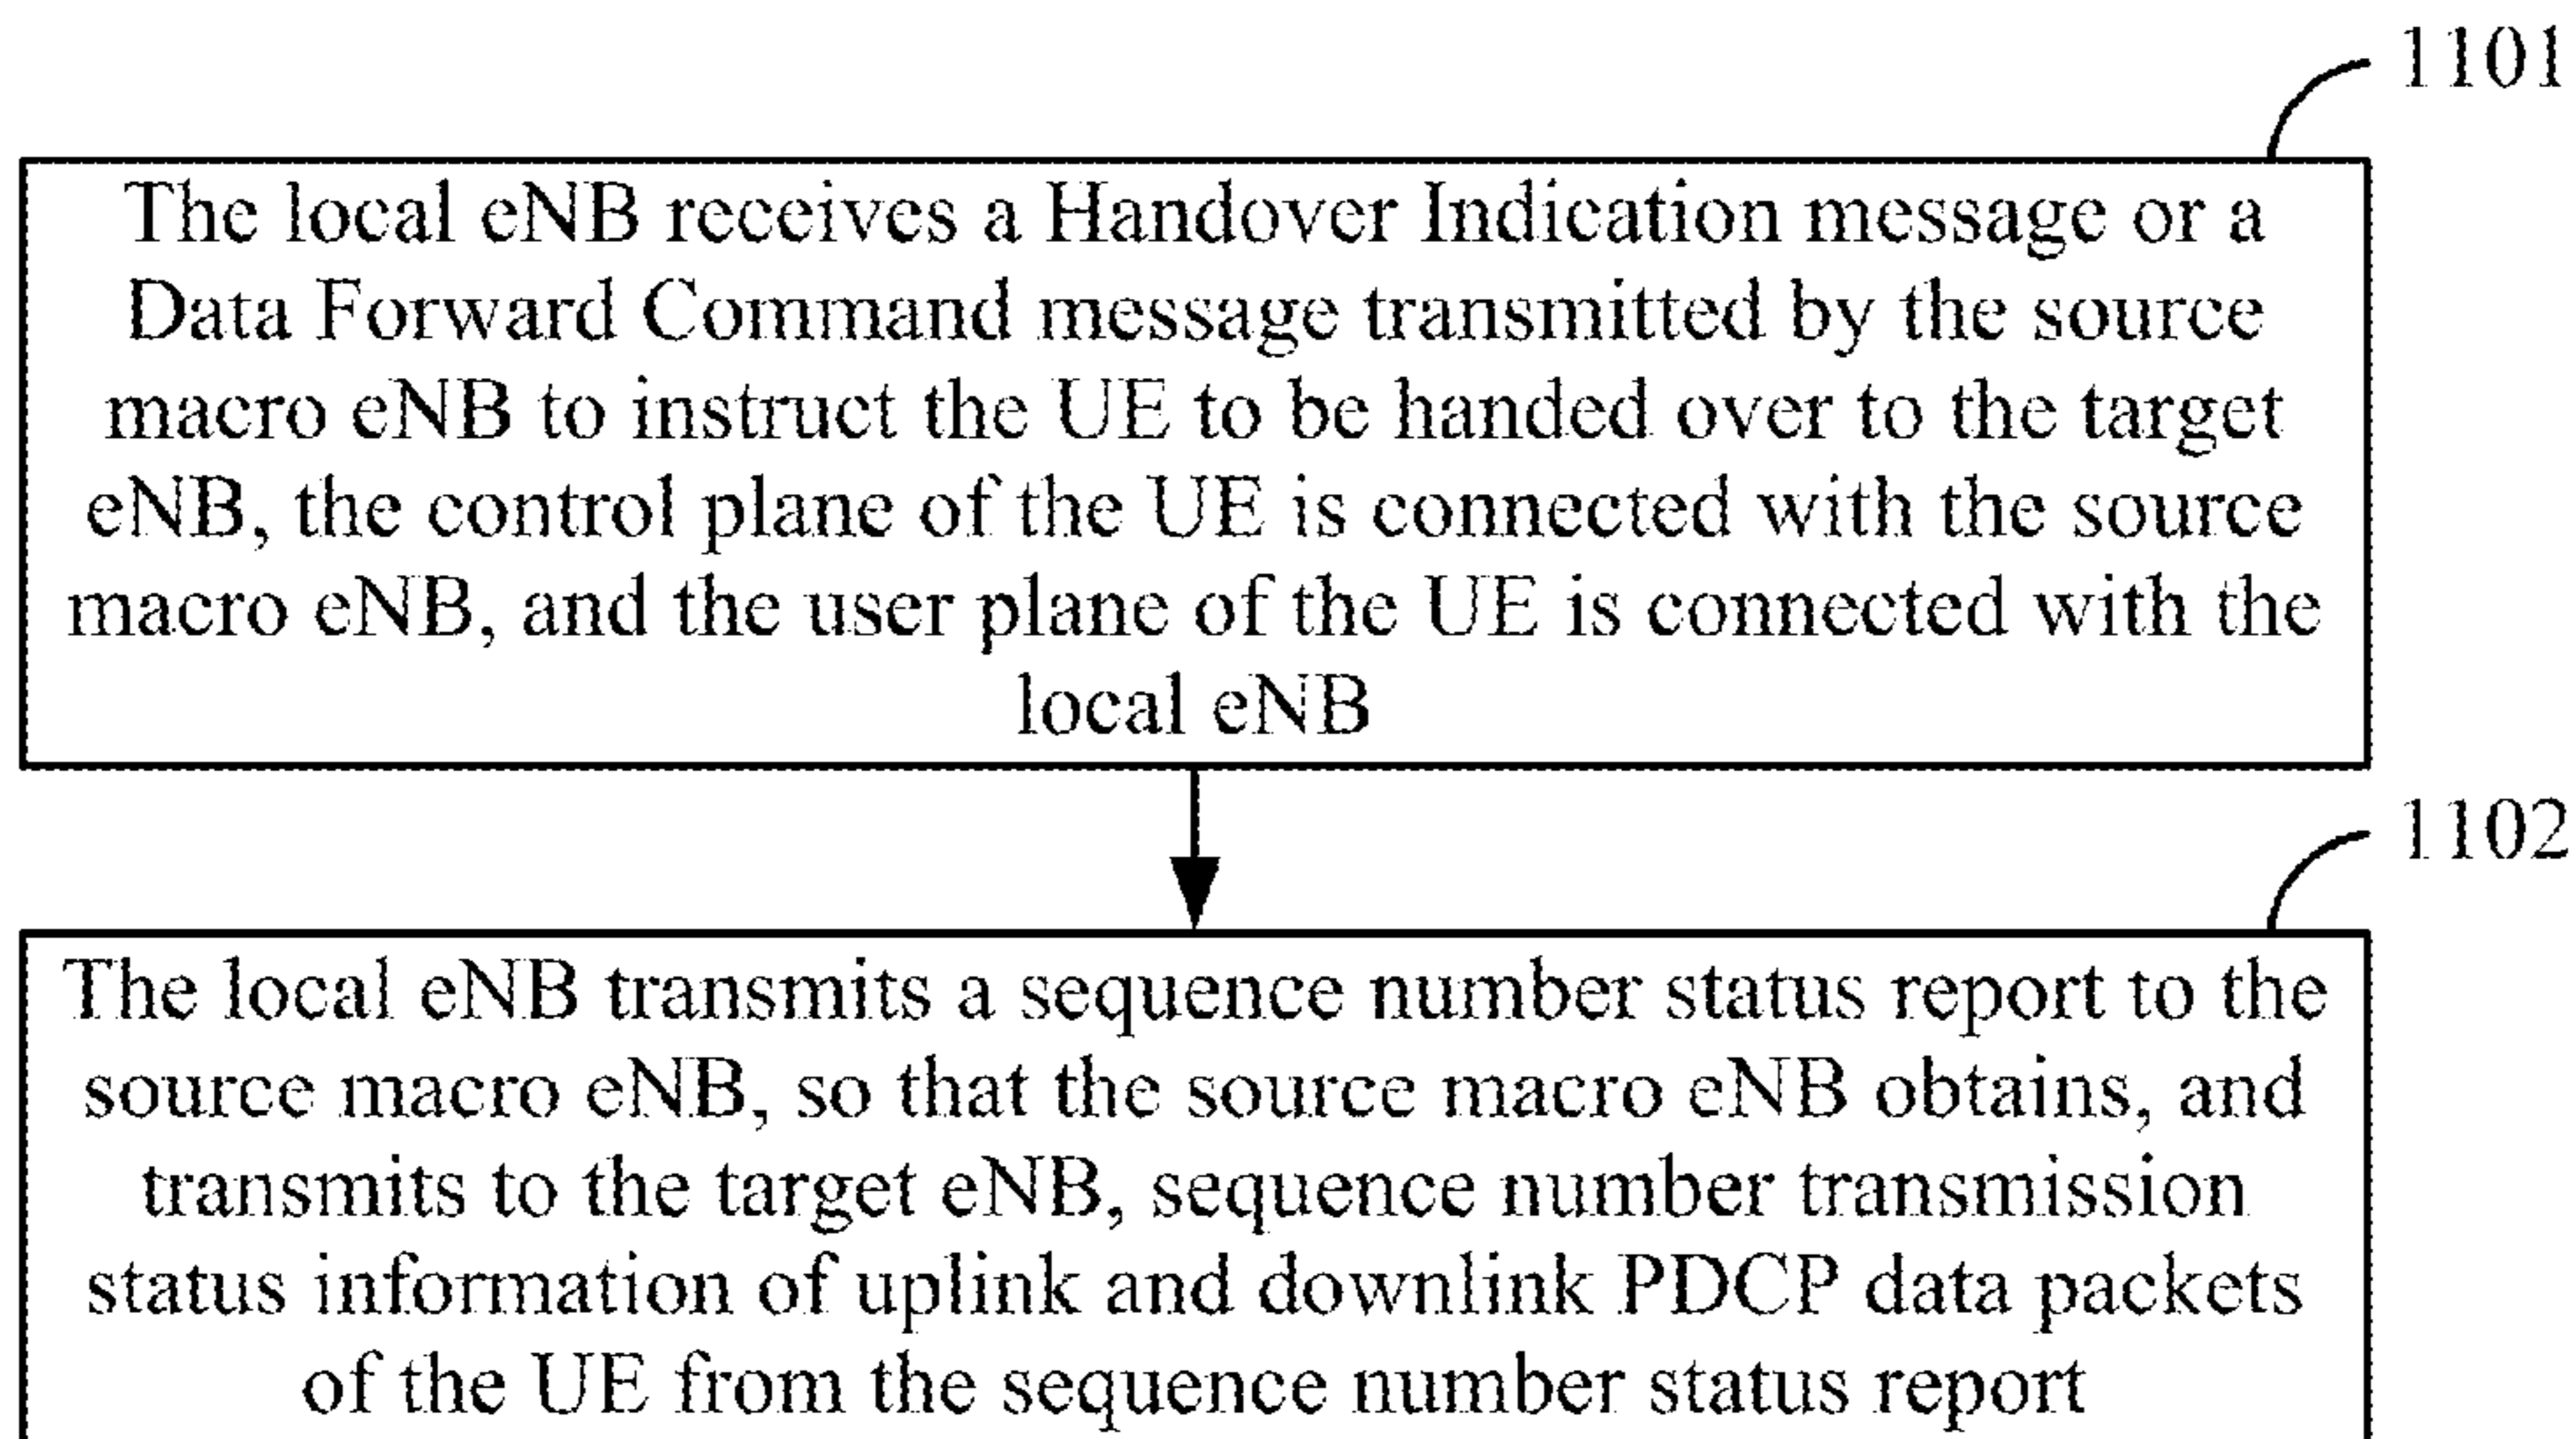 1101
The local eNB receives a Handover Indication message or a
Data Forward Command message transmitted by the source
macro eNB to instruct the UE to be handed over to the target
eNB, the control plane of the UE is connected with the source
macro eNB, and the user plane of the UE is connected with the
local eNB
1102
The local eNB transmits a sequence number status report to the
source macro eNB, so that the source macro eNB obtains, and
transmits to the target eNB, sequence number transmission
status information of uplink and downlink PDCP data packets
of the UE from the sequence number status report